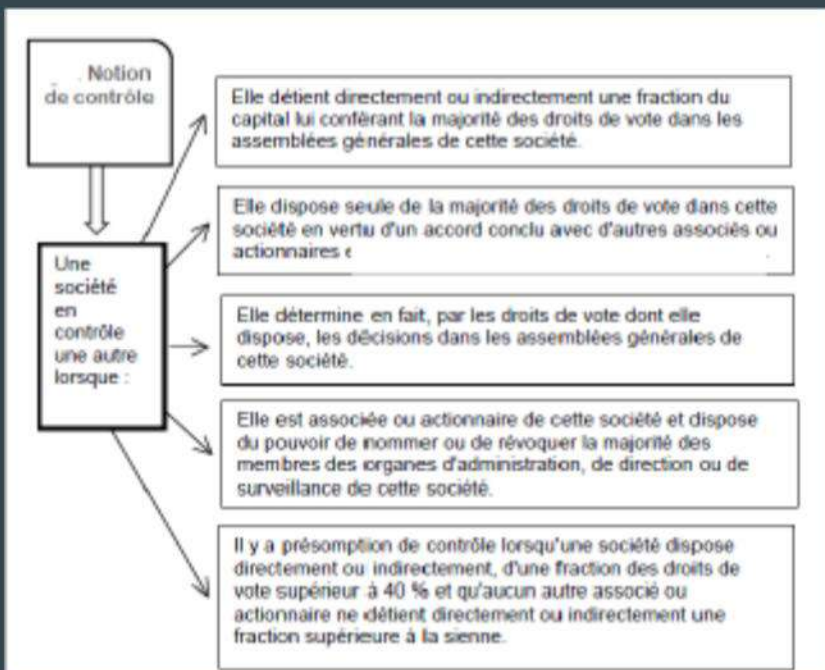 Notion
de contrôle
Une
société
en
contrôle
une autre
lorsque :
Elle détient directement ou indirectement une fraction du
capital lui conférant la majorité des droits de vote dans les
assemblées générales de cette société.
Elle dispose seule de la majorité des droits de vote dans cette
société en vertu d'un accord conclu avec d'autres associés ou
actionnaires
Elle détermine en fait, par les droits de vote dont elle
dispose, les décisions dans les assemblées générales de
cette société.
Elle est associée ou actionnaire de cette société et dispose
du pouvoir de nommer ou de révoquer la majorité des
membres des organes d'administration, de direction ou de
surveillance de cette société.
Il y a présomption de contrôle lorsqu'une société dispose
directement ou indirectement, d'une fraction des droits de
vote supérieur à 40 % et qu'aucun autre associé ou
actionnaire ne détient directement ou indirectement une
fraction supérieure à la sienne.